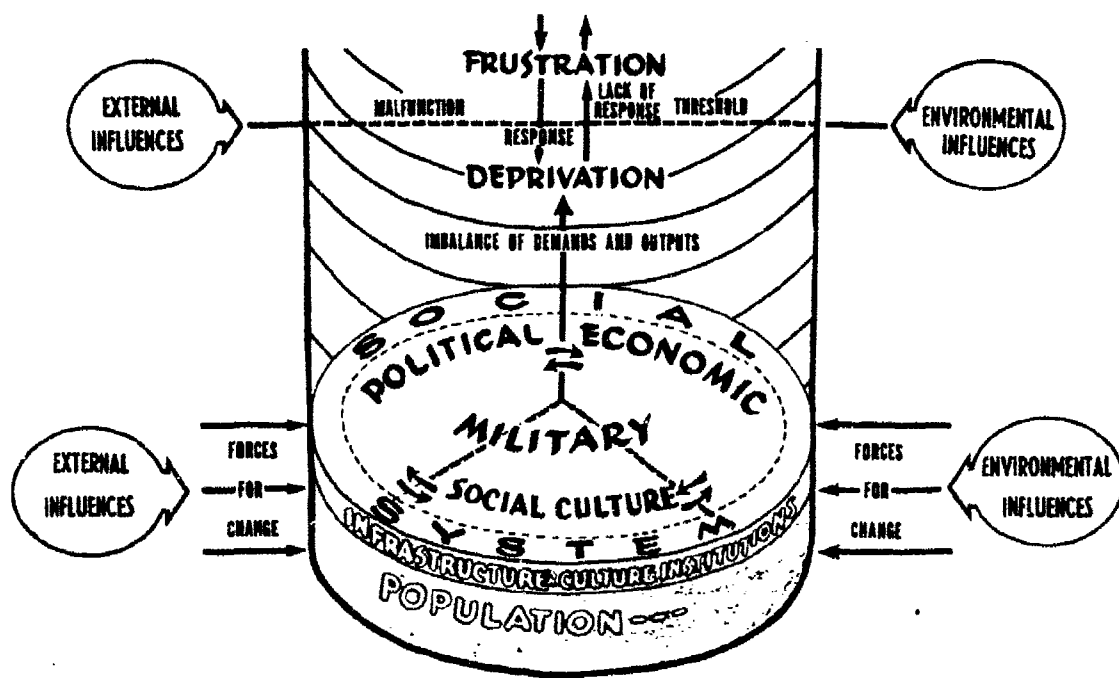 FRUSTRATION
EXTERNAL
INFLUENCES
MALFUNCTION
LACK OF
RESPONSE
THRESHOLD
ENVIRONMENTAL
INFLUENCES
RESPONSE
DEPRIVATION
IMBALANCE OF DEMANDS AND OUTPUTS
SOCIAL
POLITICAL
ECONOMIC
MILITARY
SOCIAL CULTURE
SYSTEM
INFRASTRUCTURE CULTURE INSTITUTIONS
POPULATION
EXTERNAL
INFLUENCES
FORCES
FOR
CHANGE
FORCES
FOR
CHANGE
ENVIRONMENTAL
INFLUENCES